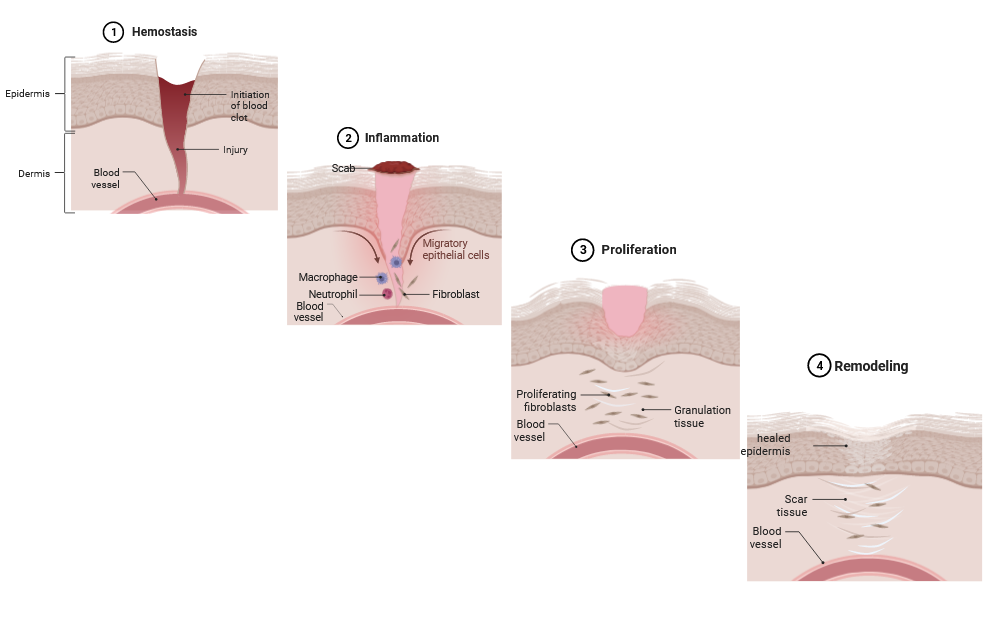 1 Hemostasis
Epidermis
Initiation
of blood
clot
Injury
Dermis
Blood
vessel
2 Inflammation
Scab
Migratory
epithelial cells
Macrophage
Neutrophil
Fibroblast
Blood
vessel
3 Proliferation
Proliferating
fibroblasts
Granulation
tissue
Blood
vessel
4 Remodeling
healed
epidermis
Scar
tissue
Blood
vessel